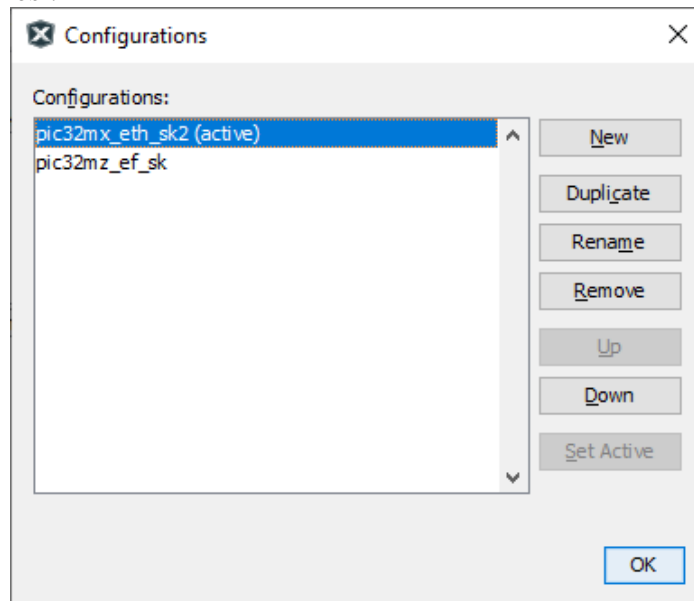 Configurations
Configurations:
pic32mx_eth_sk2 (active)
pic32mz_ef_sk
New
Duplicate
Rename
Remove
Up
Down
Set Active
OK